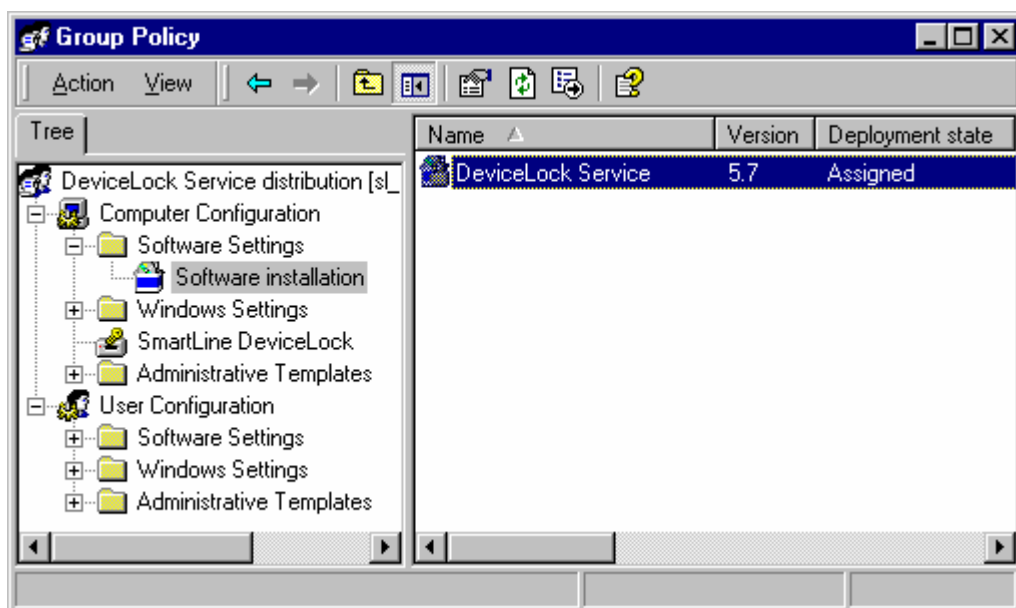 Group Policy
Action View
Tree
Name Version Deployment state
DeviceLock Service distribution [sl_
Computer Configuration
Software Settings
Software installation
Windows Settings
SmartLine DeviceLock
Administrative Templates
User Configuration
Software Settings
Windows Settings
Administrative Templates
DeviceLock Service 5.7 Assigned